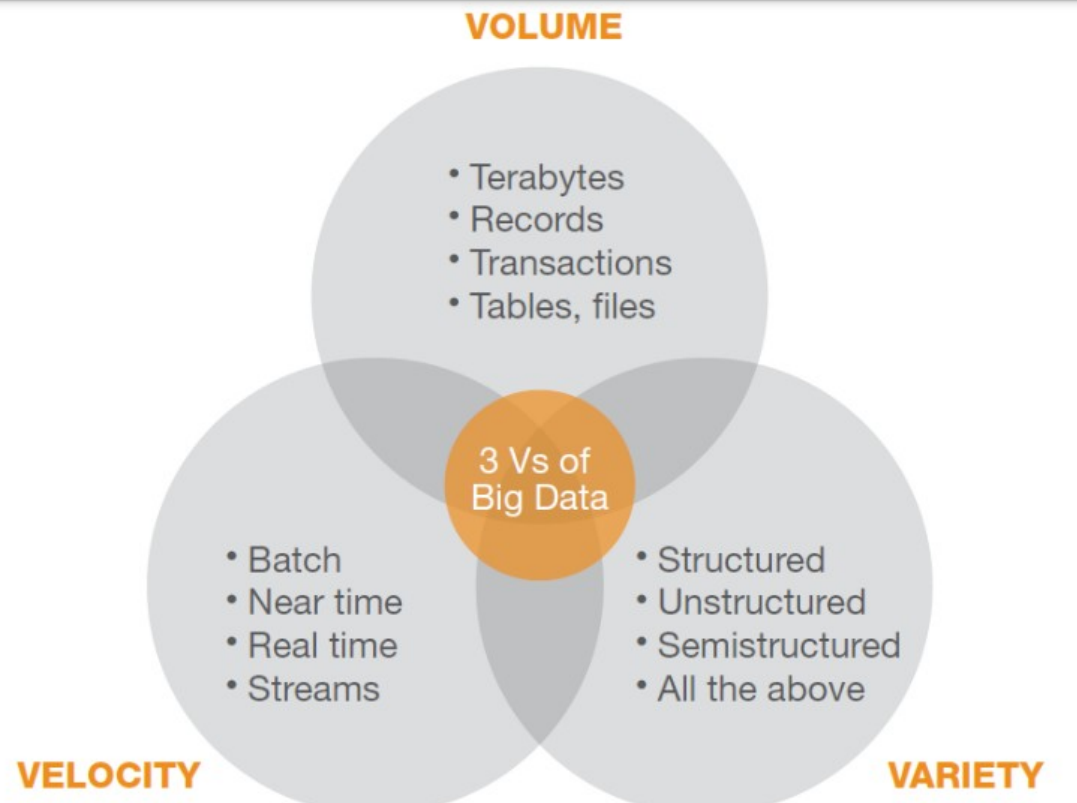 VOLUME
• Terabytes
• Records
• Transactions
• Tables, files
3 Vs of
Big Data
• Batch
• Near time
• Real time
• Streams
• Structured
• Unstructured
• Semistructured
• All the above
VELOCITY
VARIETY